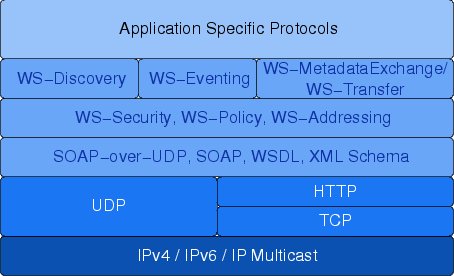 Application Specific Protocols
WS-Discovery
WS-Eventing
WS-MetadataExchange/
WS-Transfer
WS-Security, WS-Policy, WS-Addressing
SOAP-over-UDP, SOAP, WSDL, XML Schema
UDP
HTTP
TCP
IPv4 / IPv6 / IP Multicast